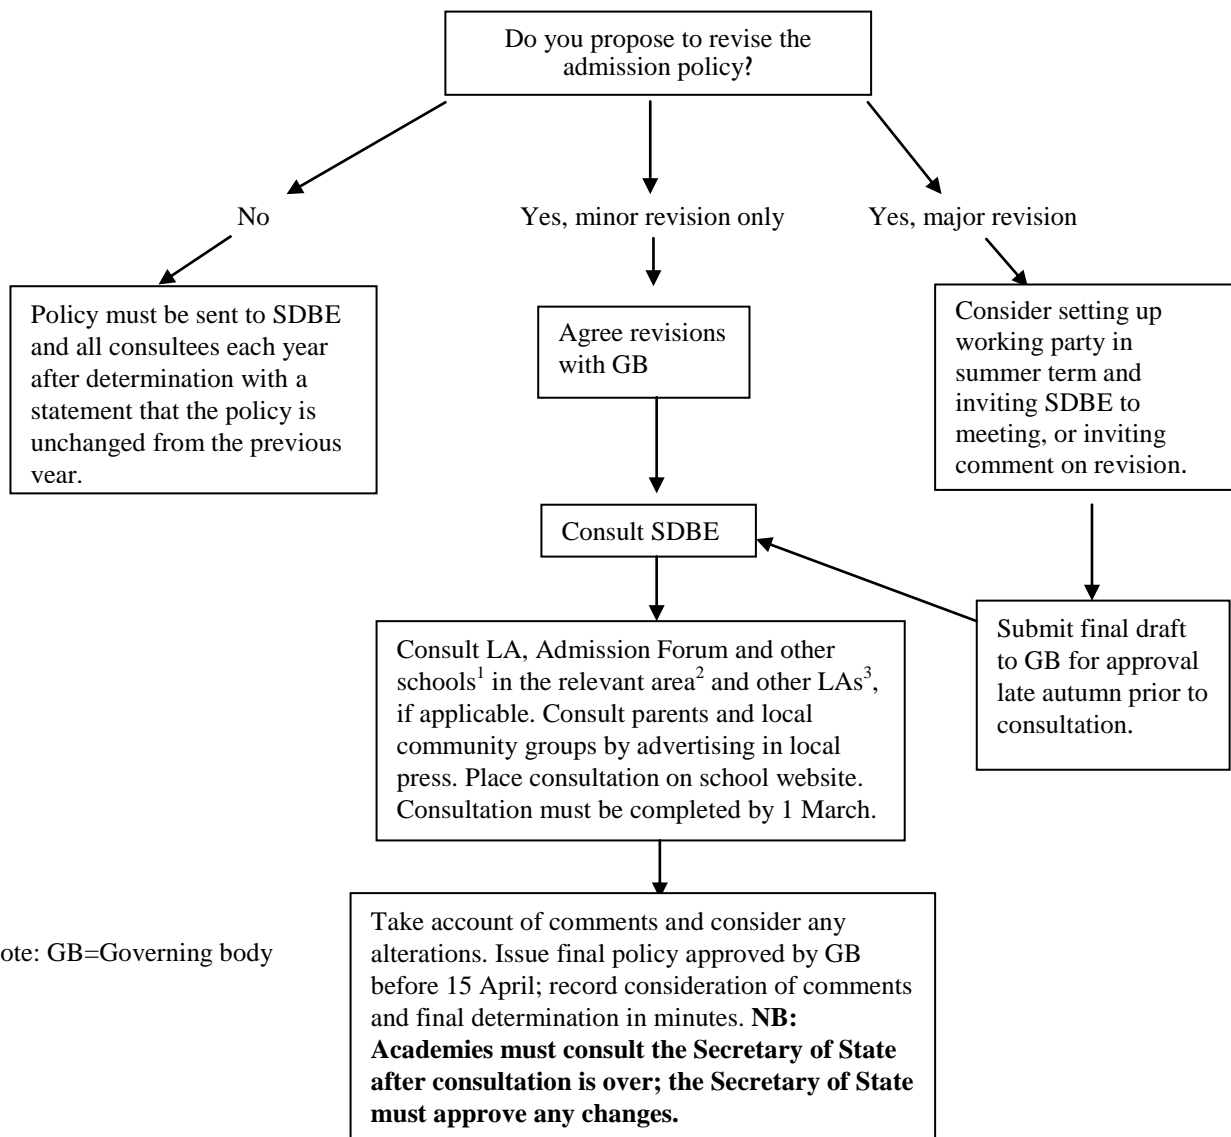 Do you propose to revise the
admission policy?
No
Yes, minor revision only
Yes, major revision
Policy must be sent to SDBE
and all consultees each year
after determination with a
statement that the policy is
unchanged from the previous
year.
Agree revisions
with GB
Consider setting up
working party in
summer term and
inviting SDBE to
meeting, or inviting
comment on revision.
Consult SDBE
Submit final draft
to GB for approval
late autumn prior to
consultation.
Consult LA, Admission Forum and other
schools¹ in the relevant area² and other LAs³,
if applicable. Consult parents and local
community groups by advertising in local
press. Place consultation on school website.
Consultation must be completed by 1 March.
ote: GB=Governing body
Take account of comments and consider any
alterations. Issue final policy approved by GB
before 15 April; record consideration of comments
and final determination in minutes. NB:
Academies must consult the Secretary of State
after consultation is over; the Secretary of State
must approve any changes.